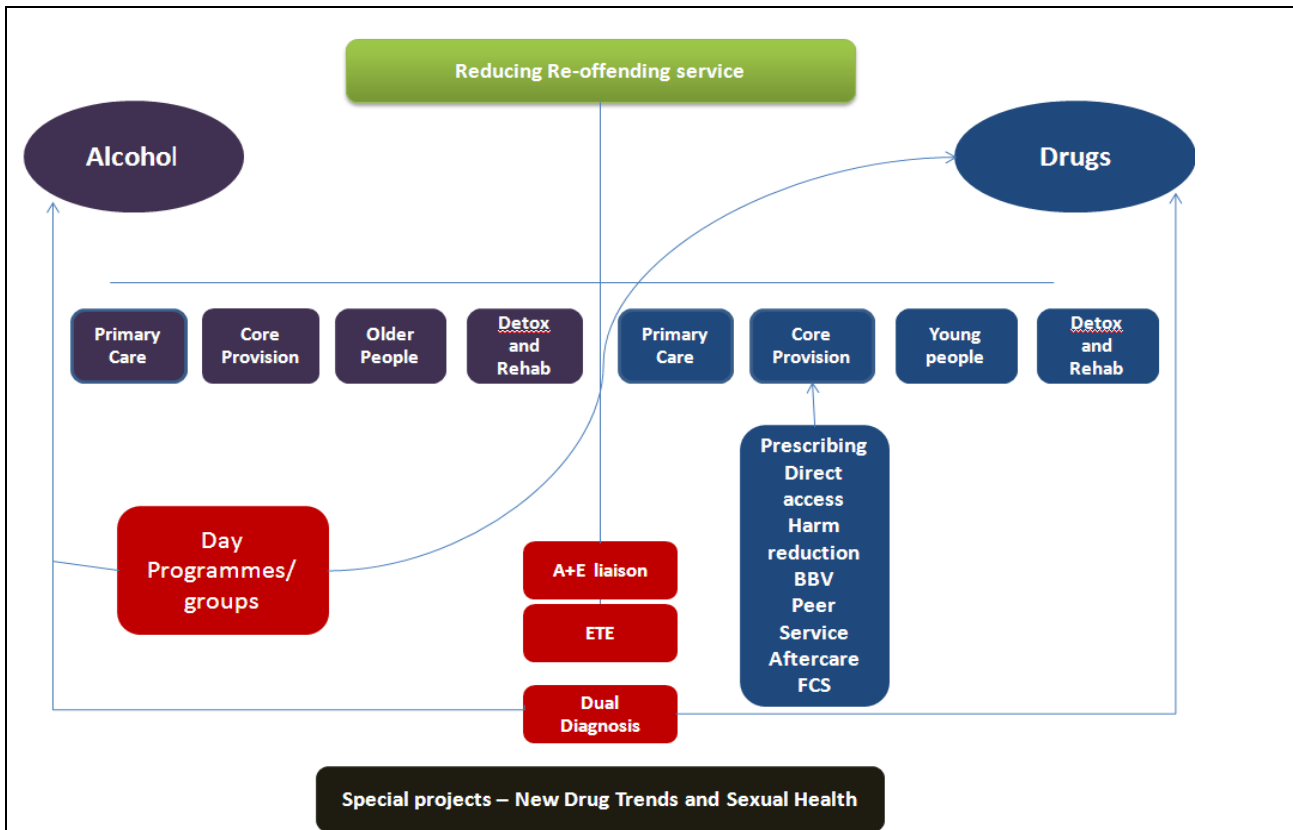 Reducing Re-offending service
Alcohol
Drugs
Primary
Care
Core
Provision
Older
People
Detox
and
Rehab
Primary
Care
Core
Provision
Young
people
Detox
and
Rehab
Prescribing
Direct
access
Harm
reduction
BBV
Peer
Service
Aftercare
FCS
Day
Programmes/
groups
A+E liaison
ETE
Dual
Diagnosis
Special projects – New Drug Trends and Sexual Health